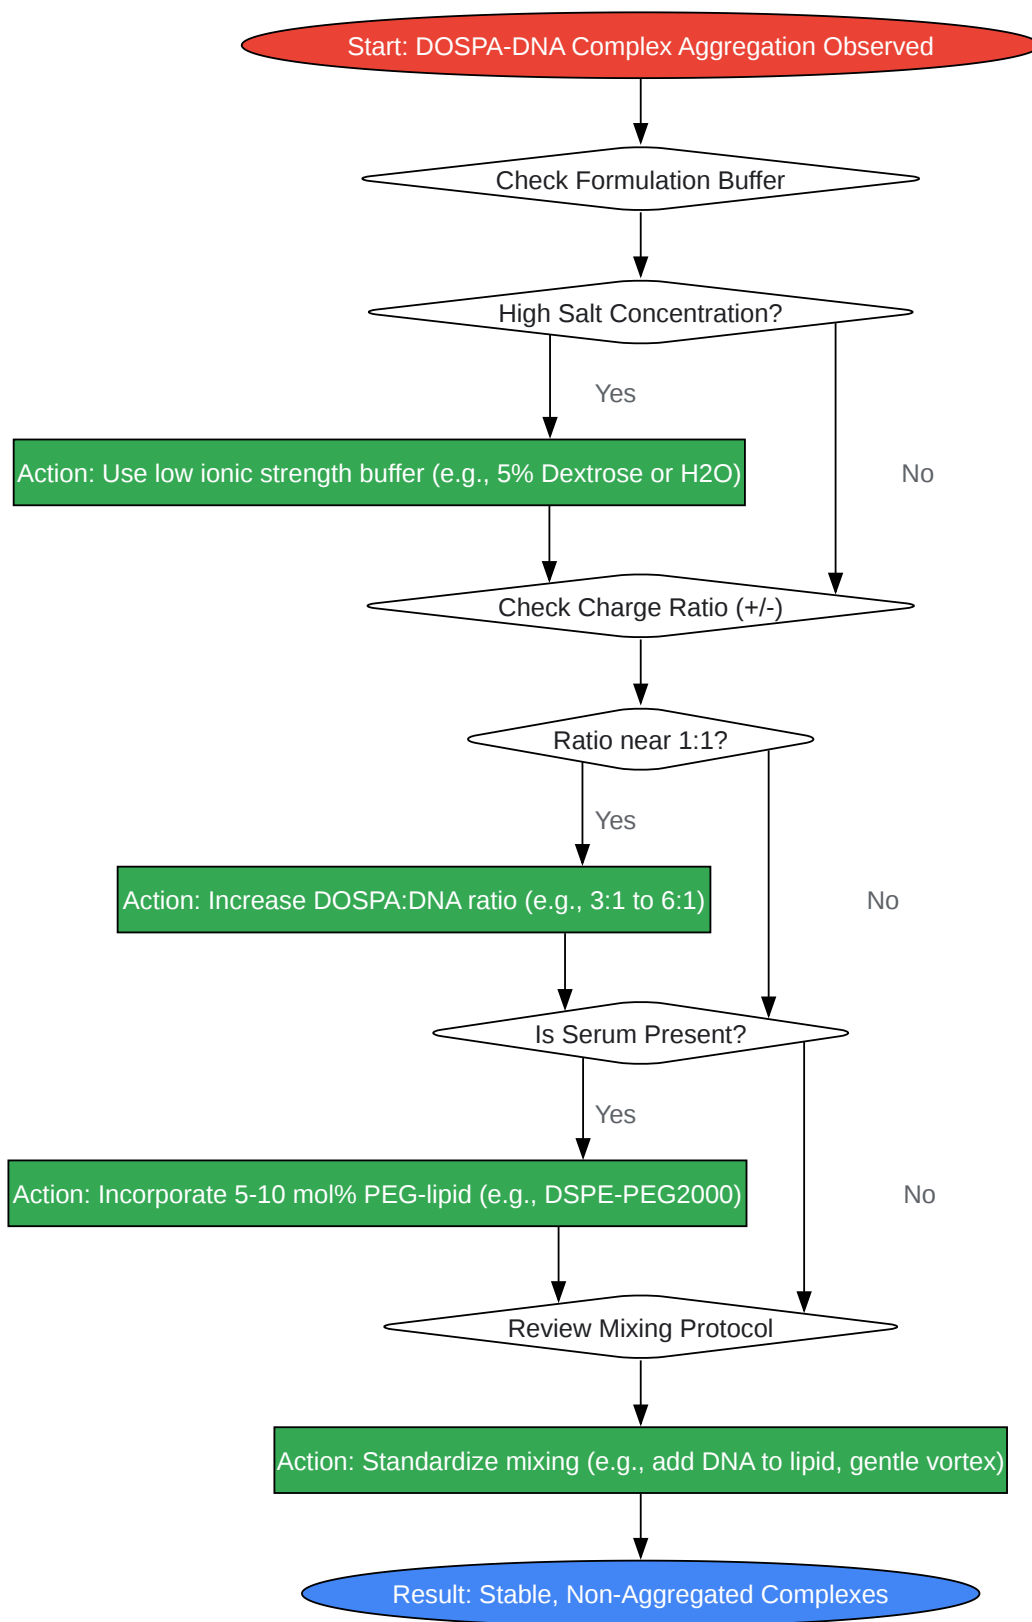 Start: DOSPA-DNA Complex Aggregation Observed
Check Formulation Buffer
High Salt Concentration?
Yes
Action: Use low ionic strength buffer (e.g., 5% Dextrose or H2O)
No
Check Charge Ratio (+/-)
Ratio near 1:1?
Yes
Action: Increase DOSPA:DNA ratio (e.g., 3:1 to 6:1)
No
Is Serum Present?
Yes
Action: Incorporate 5-10 mol% PEG-lipid (e.g., DSPE-PEG2000)
No
Review Mixing Protocol
Action: Standardize mixing (e.g., add DNA to lipid, gentle vortex)
Result: Stable, Non-Aggregated Complexes